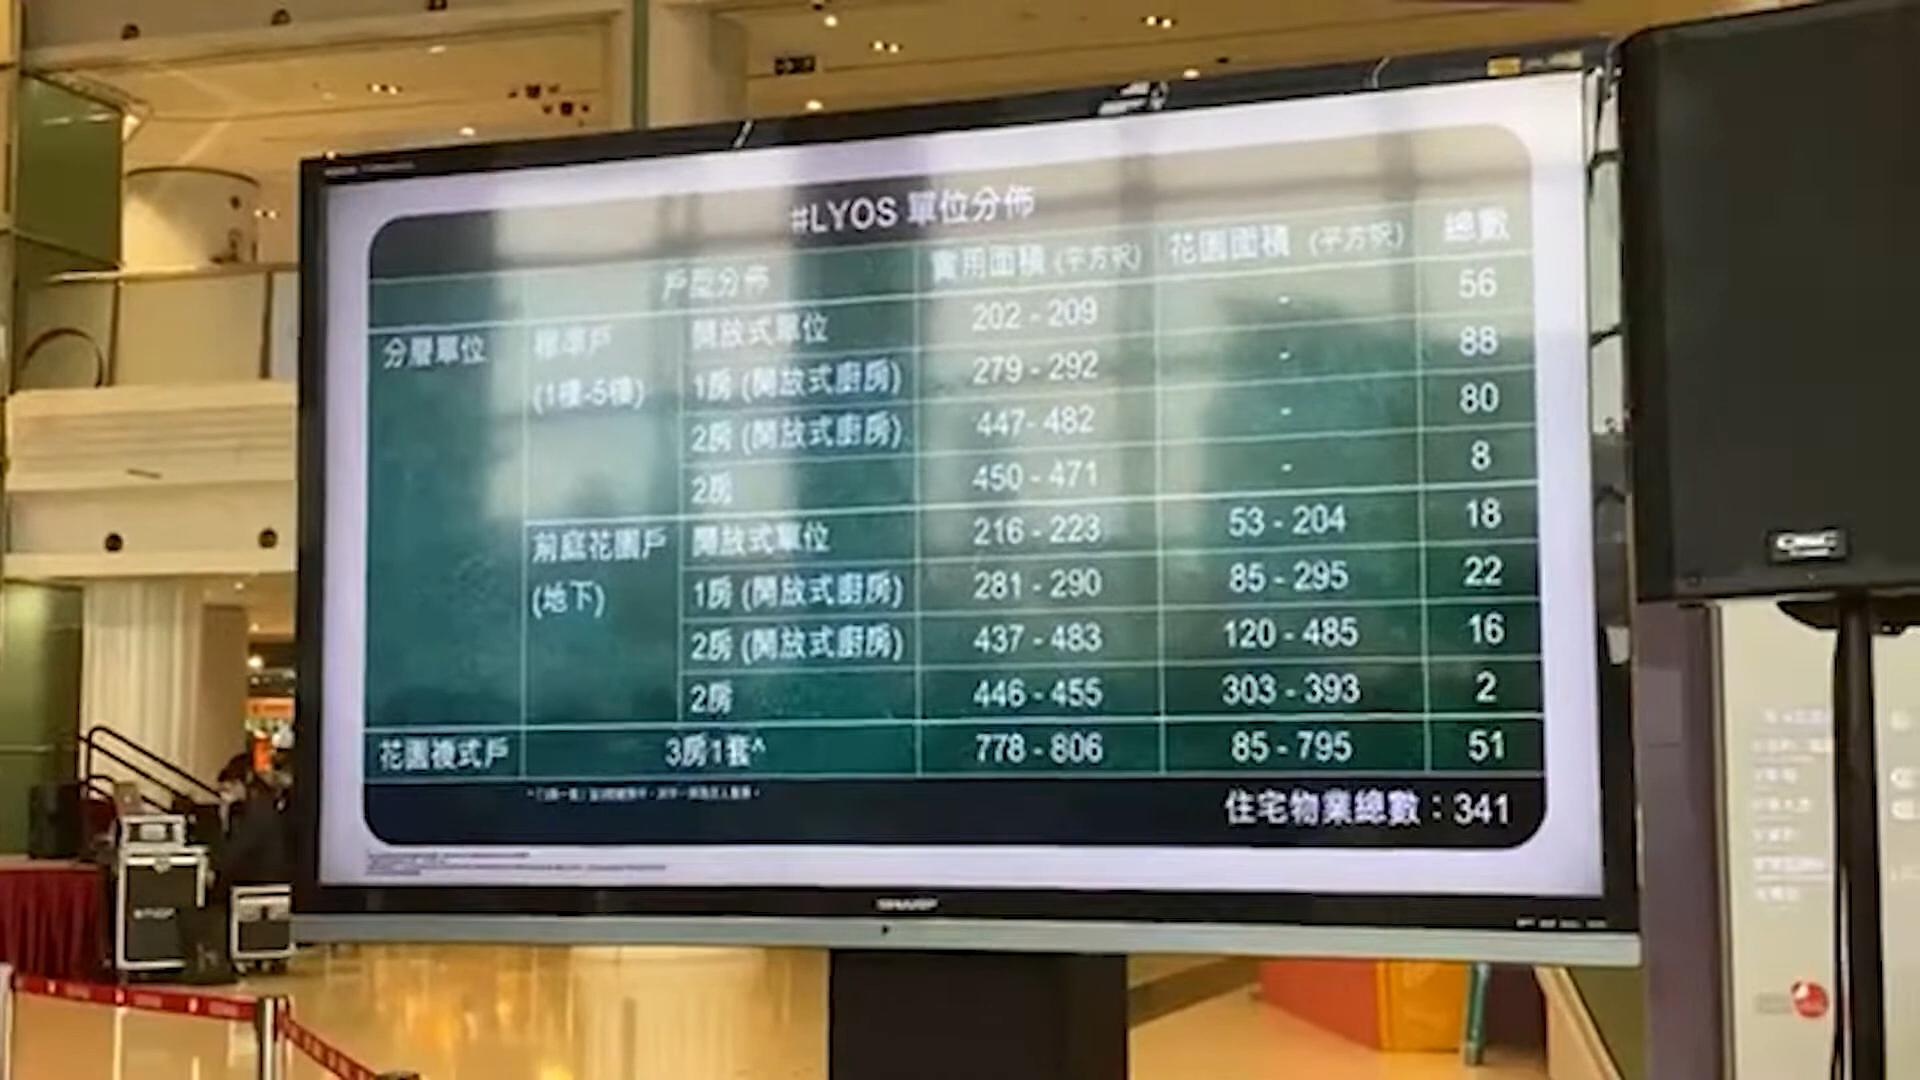 #LYOS 單位分佈
戶型分佈 實用面積 (平方呎) 花園面積 (平方呎) 總數
分層單位 標準戶 開放式單位 202 - 209 - 56
(1樓-5樓) 1房 (開放式廚房) 279 - 292 - 88
2房 (開放式廚房) 447- 482 - 80
2房 450 - 471 - 8
前庭花園戶 開放式單位 216 - 223 53 - 204 18
(地下) 1房 (開放式廚房) 281 - 290 85 - 295 22
2房 (開放式廚房) 437 - 483 120 - 485 16
2房 446 - 455 303 - 393 2
花園複式戶 3房1套^ 778 - 806 85 - 795 51
住宅物業總數：341
SHARP